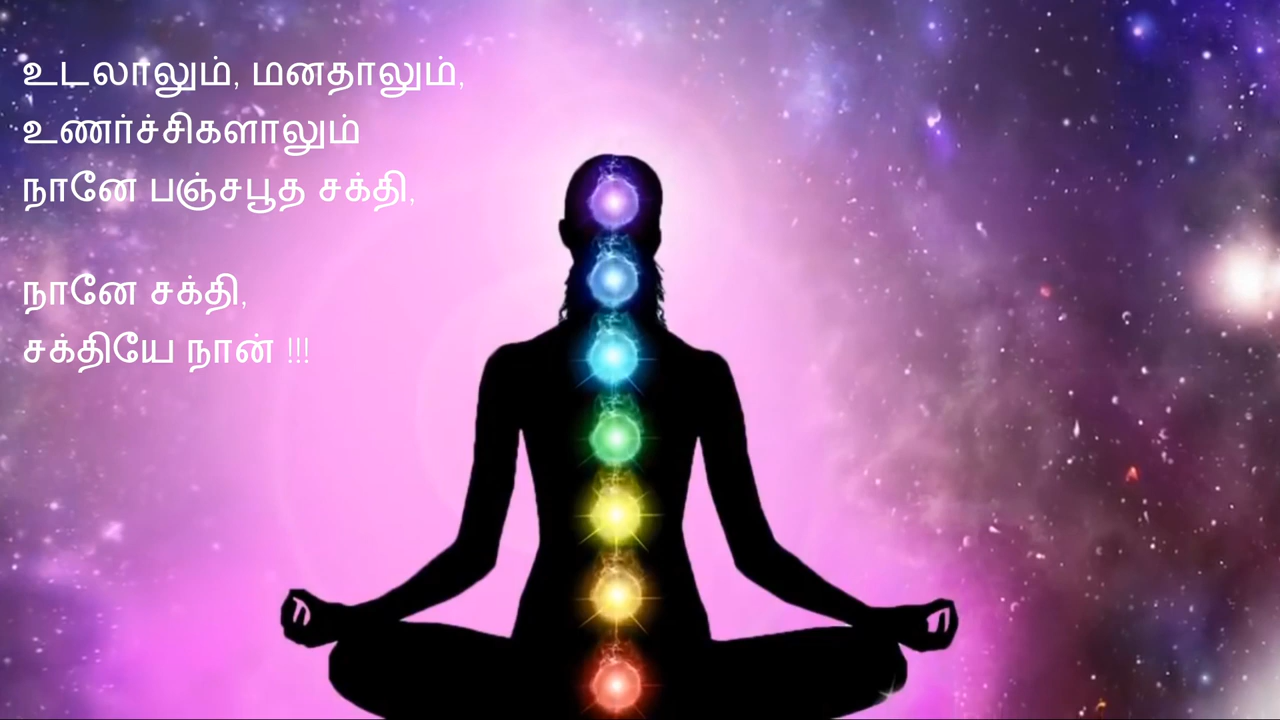 உடலாலும், மனதாலும்,
உணர்ச்சிகளாலும்
நானே பஞ்சபூத சக்தி,
நானே சக்தி,
சக்தியே நான் !!!